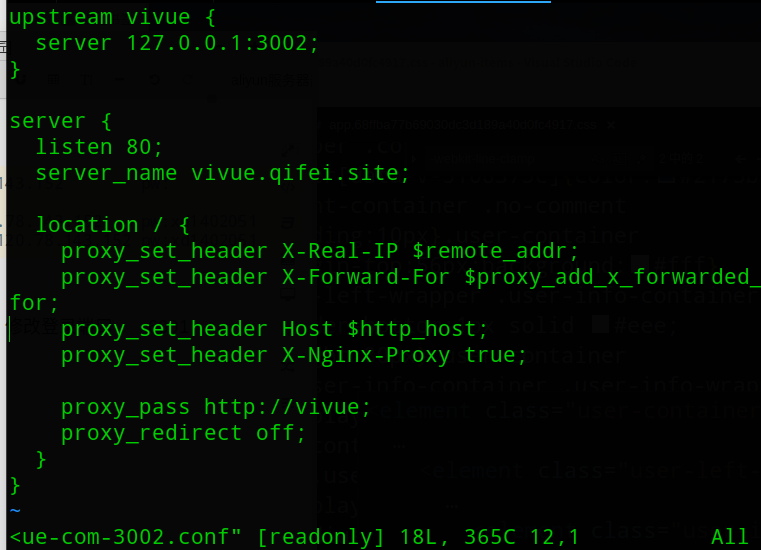 upstream vivue {
  server 127.0.0.1:3002;
}

server {
  listen 80;
  server_name vivue.qifei.site;

  location / {
    proxy_set_header X-Real-IP $remote_addr;
    proxy_set_header X-Forward-For $proxy_add_x_forwarded_
for;
    proxy_set_header Host $http_host;
    proxy_set_header X-Nginx-Proxy true;

    proxy_pass http://vivue;
    proxy_redirect off;
  }
}
~
<ue-com-3002.conf" [readonly] 18L, 365C 12,1          All